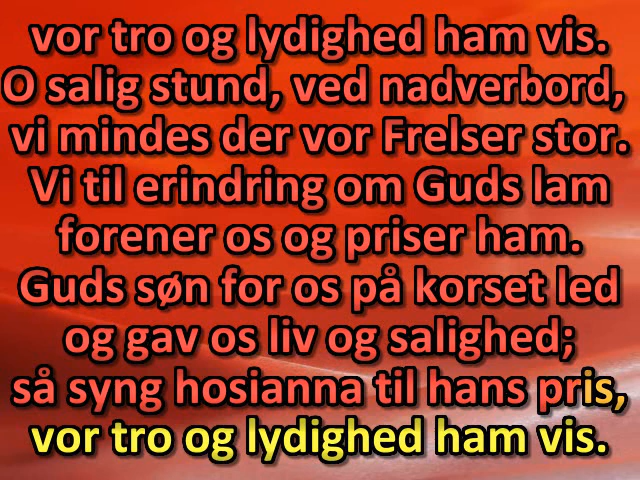 vor tro og lydighed ham vis.
O salig stund, ved nadverbord,
vi mindes der vor Frelser stor.
Vi til erindring om Guds lam
forener os og priser ham.
Guds søn for os på korset led
og gav os liv og salighed;
så syng hosianna til hans pris,
vor tro og lydighed ham vis.